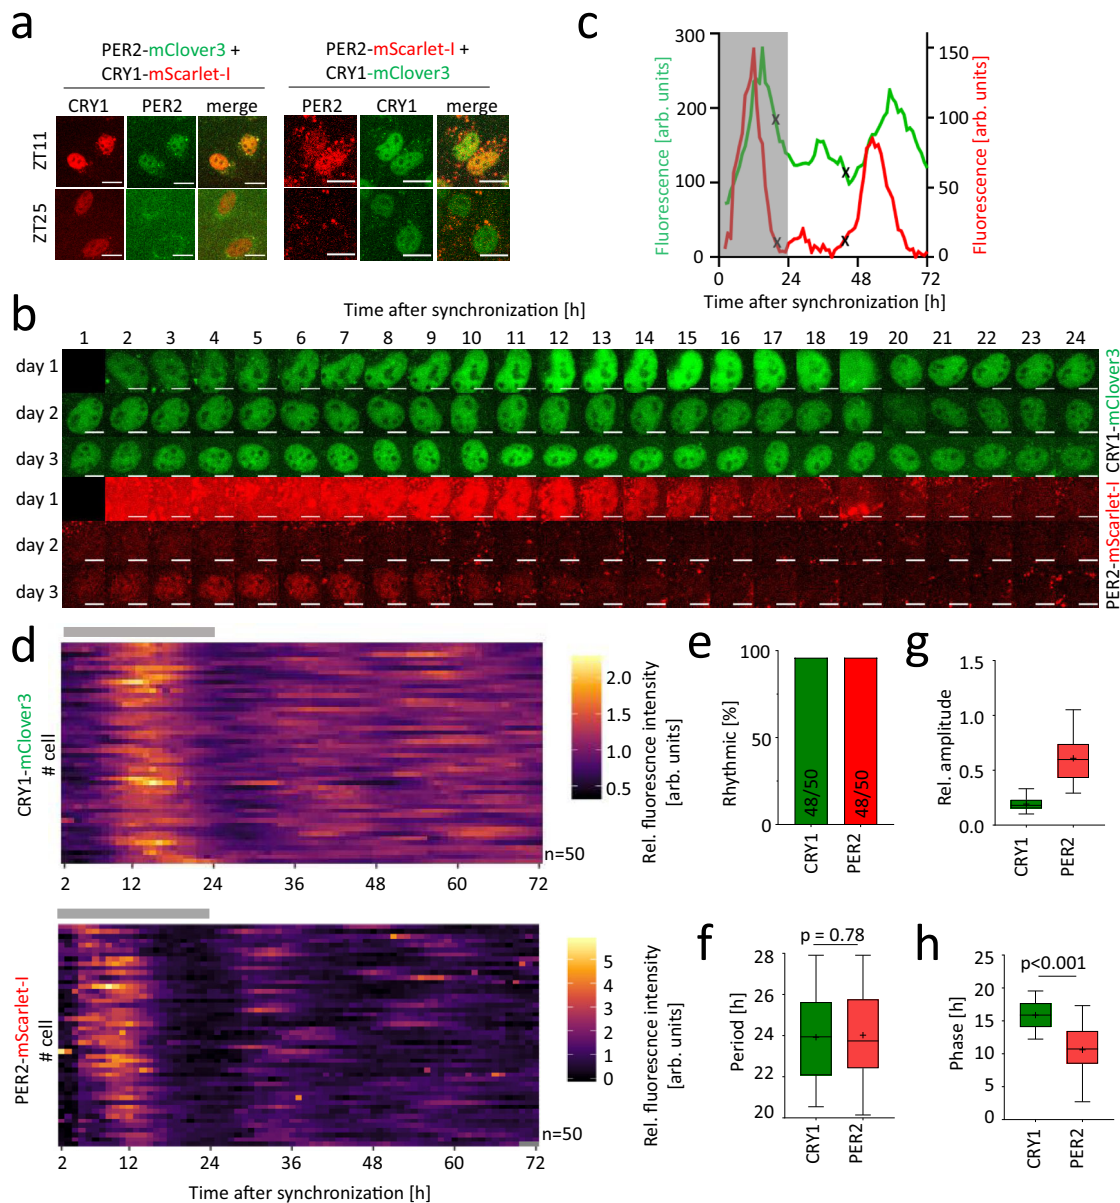 a
PER2-mClover3 +
CRY1-mScarlet-I
PER2-mScarlet-I +
CRY1-mClover3
CRY1 PER2 merge
PER2 CRY1 merge
ZT11
ZT25
c
Fluorescence [arb. units]
300
200
100
0
150
100
50
0
Fluorescence [arb. units]
x
x
x
x
0 24 48 72
Time after synchronization [h]
b
Time after synchronization [h]
1 2 3 4 5 6 7 8 9 10 11 12 13 14 15 16 17 18 19 20 21 22 23 24
day 1
day 2
day 3
CRY1-mClover3
day 1
day 2
day 3
PER2-mScarlet-I
d
CRY1-mClover3
# cell
n=50
2 12 24 36 48 60 72
2.0
1.5
1.0
0.5
Rel. fluorescnce intensity
[arb. units]
PER2-mScarlet-I
# cell
n=50
2 12 24 36 48 60 72
Time after synchronization [h]
5
4
3
2
1
0
Rel. fluorescnce intensity
[arb. units]
e
Rhythmic [%]
100
50
0
48/50
48/50
CRY1
PER2
g
Rel. amplitude
1.5
1.0
0.5
0.0
CRY1
PER2
f
p = 0.78
Period [h]
28
26
24
22
20
CRY1
PER2
h
p<0.001
Phase [h]
25
20
15
10
5
0
CRY1
PER2